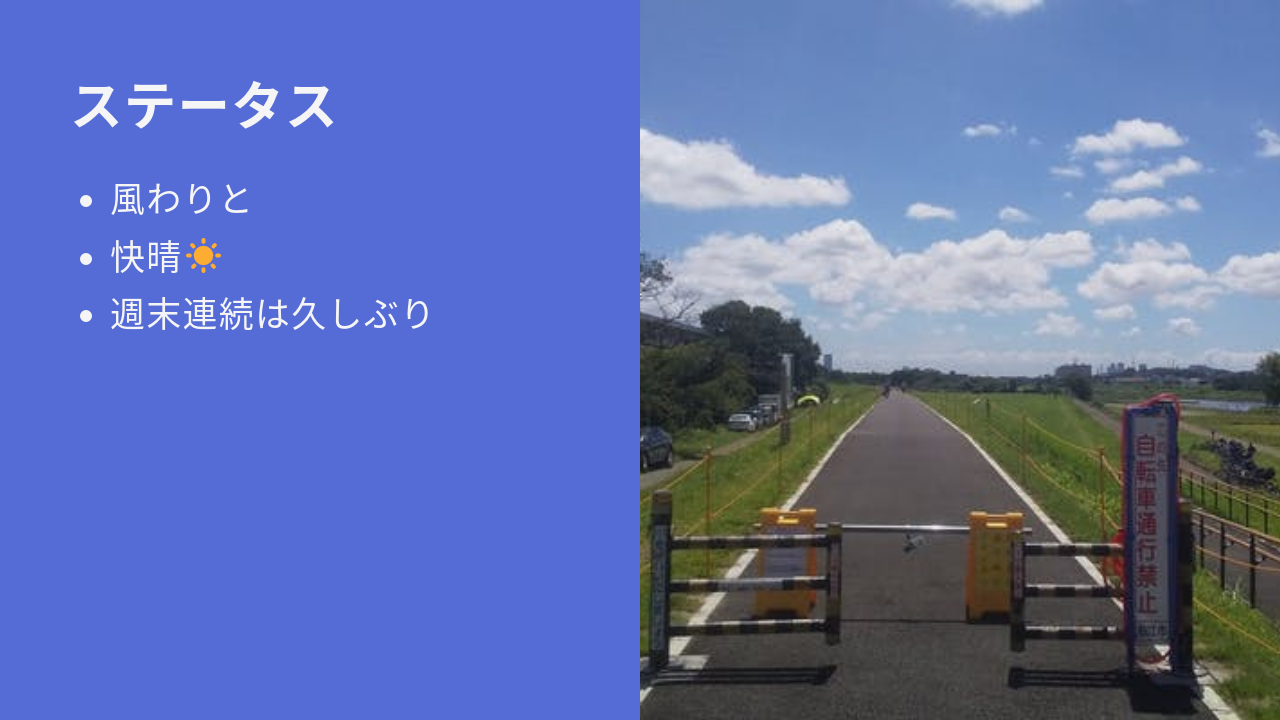 ステータス
風わりと
快晴☀
週末連続は久しぶり
自転車通行禁止